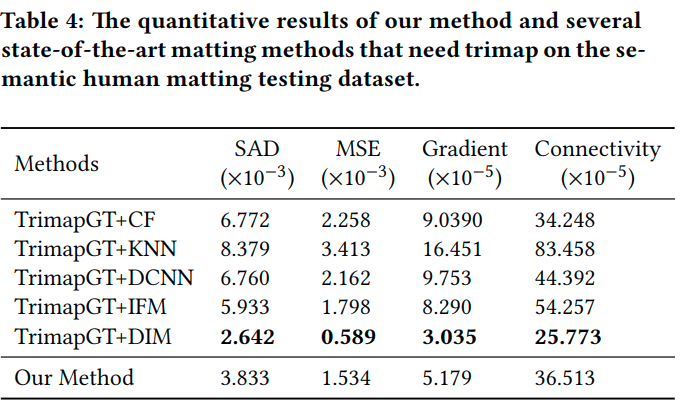 Table 4: The quantitative results of our method and several
state-of-the-art matting methods that need trimap on the se-
mantic human matting testing dataset.
Methods SAD MSE Gradient Connectivity
(×10⁻³) (×10⁻³) (×10⁻⁵) (×10⁻⁵)
TrimapGT+CF 6.772 2.258 9.0390 34.248
TrimapGT+KNN 8.379 3.413 16.451 83.458
TrimapGT+DCNN 6.760 2.162 9.753 44.392
TrimapGT+IFM 5.933 1.798 8.290 54.257
TrimapGT+DIM 2.642 0.589 3.035 25.773
Our Method 3.833 1.534 5.179 36.513